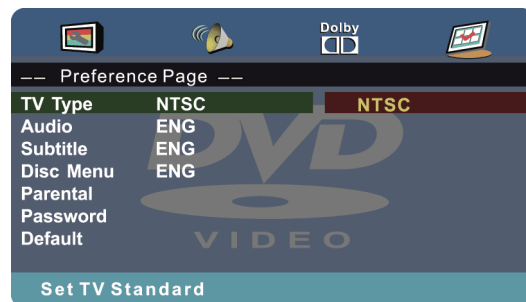 Dolby
-- Preference Page --
TV Type NTSC NTSC
Audio ENG
Subtitle ENG
Disc Menu ENG
Parental
Password
Default
DVD
VIDEO
Set TV Standard